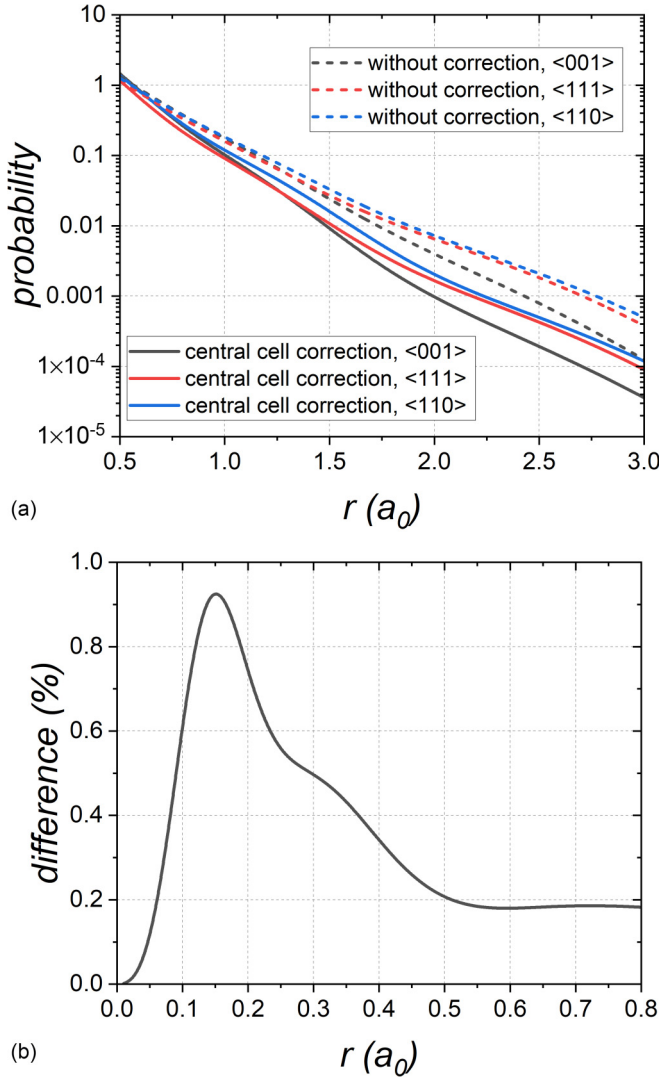 10
1
0.1
0.01
0.001
1×10-4
1×10-5
probability
without correction, <001>
without correction, <111>
without correction, <110>
central cell correction, <001>
central cell correction, <111>
central cell correction, <110>
0.5 1.0 1.5 2.0 2.5 3.0
r (a0)
(a)
1.0
0.8
0.6
0.4
0.2
0.0
difference (%)
0.0 0.1 0.2 0.3 0.4 0.5 0.6 0.7 0.8
r (a0)
(b)